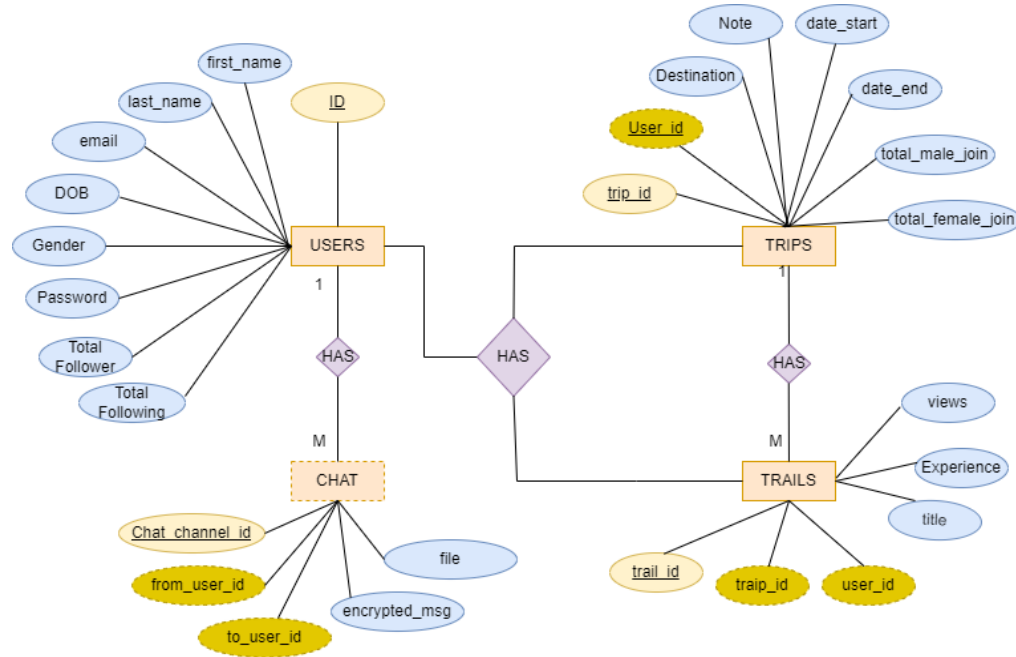 Note
date_start
first_name
Destination
date_end
last_name
ID
User_id
email
total_male_join
DOB
trip_id
total_female_join
Gender
USERS
TRIPS
1
1
Password
HAS
HAS
HAS
Total
Follower
Total
Following
views
M
M
CHAT
TRAILS
Experience
title
Chat_channel_id
file
from_user_id
encrypted_msg
trail_id
traip_id
user_id
to_user_id